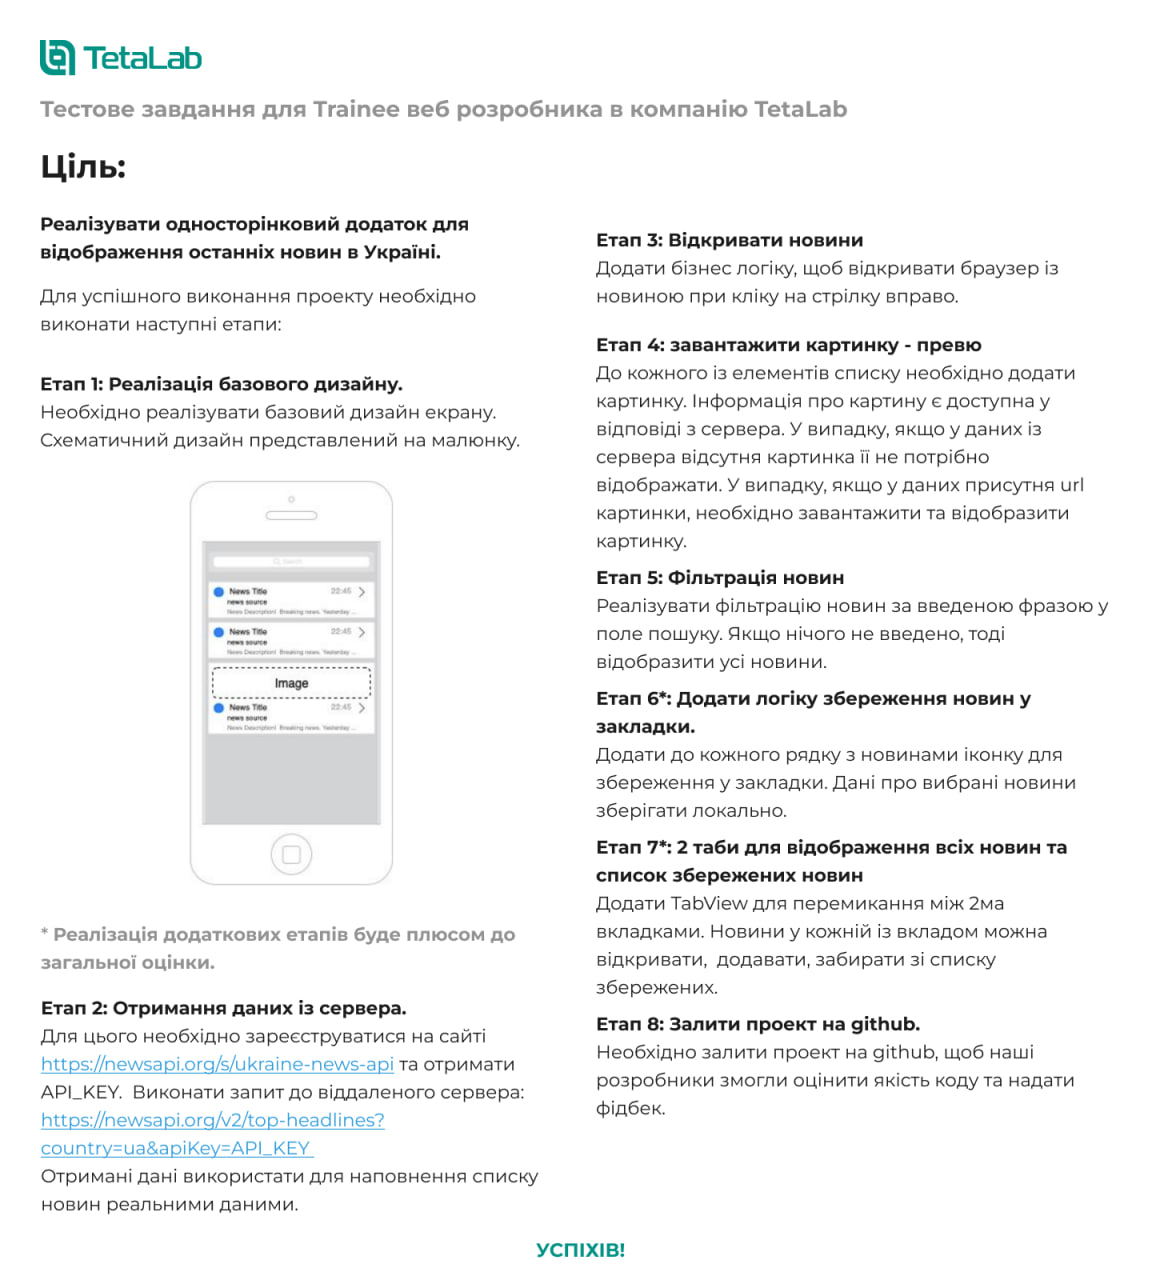 TetaLab
Тестове завдання для Trainee веб розробника в компанію TetaLab
Ціль:
Реалізувати односторінковий додаток для
відображення останніх новин в Україні.
Для успішного виконання проекту необхідно
виконати наступні етапи:
Етап 1: Реалізація базового дизайну.
Необхідно реалізувати базовий дизайн екрану.
Схематичний дизайн представлений на малюнку.
Search
News Title 22:45
news source
News Description! Breaking news. Yesterday ...
News Title 22:45
news source
News Description! Breaking news. Yesterday ...
Image
News Title 22:45
news source
News Description! Breaking news. Yesterday ...
* Реалізація додаткових етапів буде плюсом до
загальної оцінки.
Етап 2: Отримання даних із сервера.
Для цього необхідно зареєструватися на сайті
https://newsapi.org/s/ukraine-news-api та отримати
API_KEY.  Виконати запит до віддаленого сервера:
https://newsapi.org/v2/top-headlines?
country=ua&apiKey=API_KEY
Отримані дані використати для наповнення списку
новин реальними даними.
Етап 3: Відкривати новини
Додати бізнес логіку, щоб відкривати браузер із
новиною при кліку на стрілку вправо.
Етап 4: завантажити картинку - превю
До кожного із елементів списку необхідно додати
картинку. Інформація про картину є доступна у
відповіді з сервера. У випадку, якщо у даних із
сервера відсутня картинка її не потрібно
відображати. У випадку, якщо у даних присутня url
картинки, необхідно завантажити та відобразити
картинку.
Етап 5: Фільтрація новин
Реалізувати фільтрацію новин за введеною фразою у
поле пошуку. Якщо нічого не введено, тоді
відобразити усі новини.
Етап 6*: Додати логіку збереження новин у
закладки.
Додати до кожного рядку з новинами іконку для
збереження у закладки. Дані про вибрані новини
зберігати локально.
Етап 7*: 2 таби для відображення всіх новин та
список збережених новин
Додати TabView для перемикання між 2ма
вкладками. Новини у кожній із вкладом можна
відкривати,  додавати, забирати зі списку
збережених.
Етап 8: Залити проект на github.
Необхідно залити проект на github, щоб наші
розробники змогли оцінити якість коду та надати
фідбек.
УСПІХІВ!